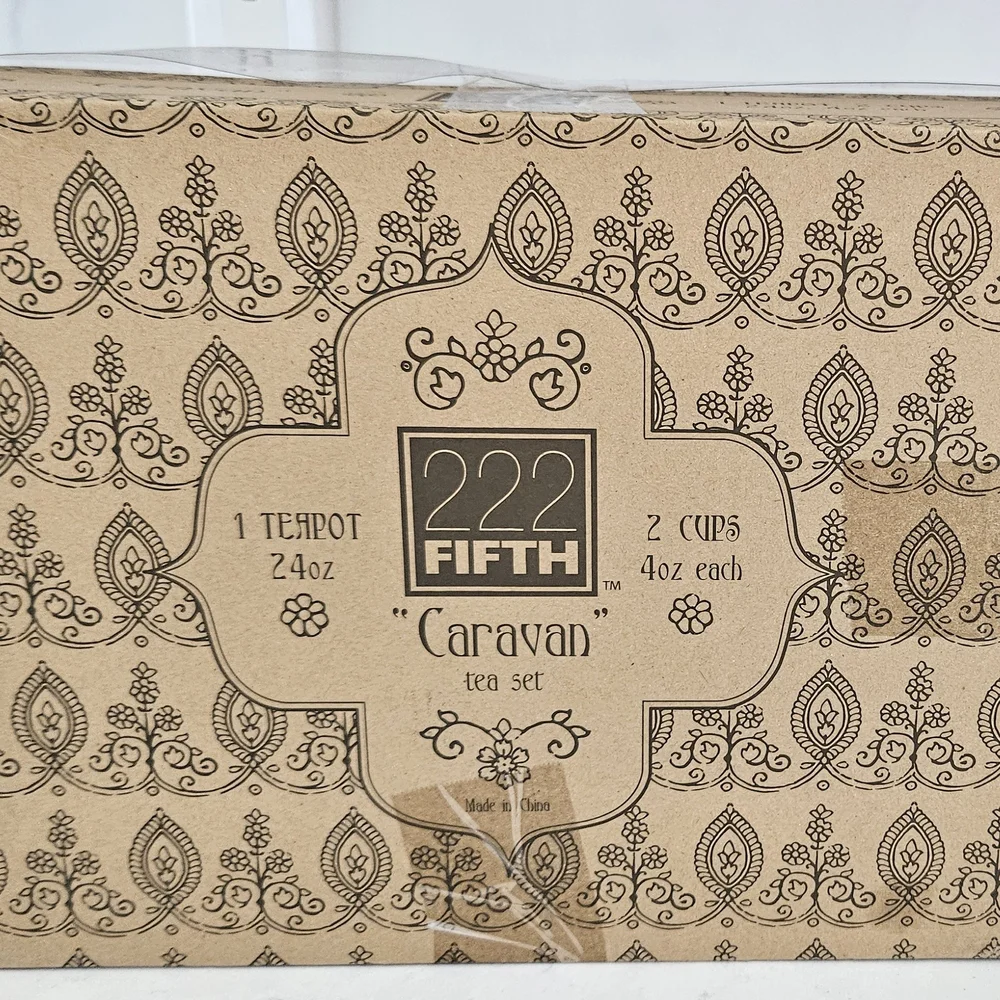 222
FIFTH
TM
1 TEAPOT
24oz
2 CUPS
4oz each
"Caravan"
tea set
Made in China